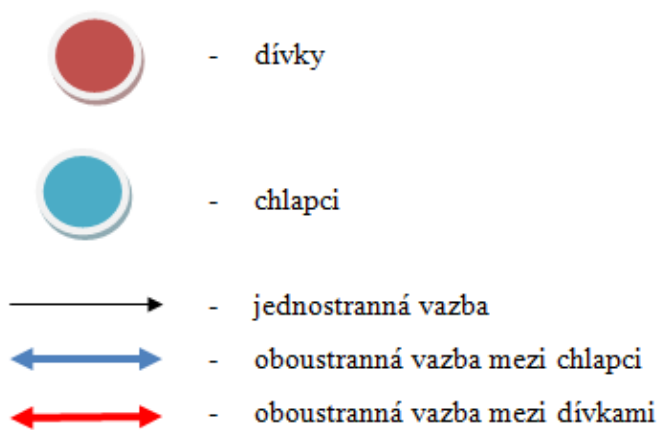 - dívky
- chlapci
- jednostranná vazba
- oboustranná vazba mezi chlapci
- oboustranná vazba mezi dívkami